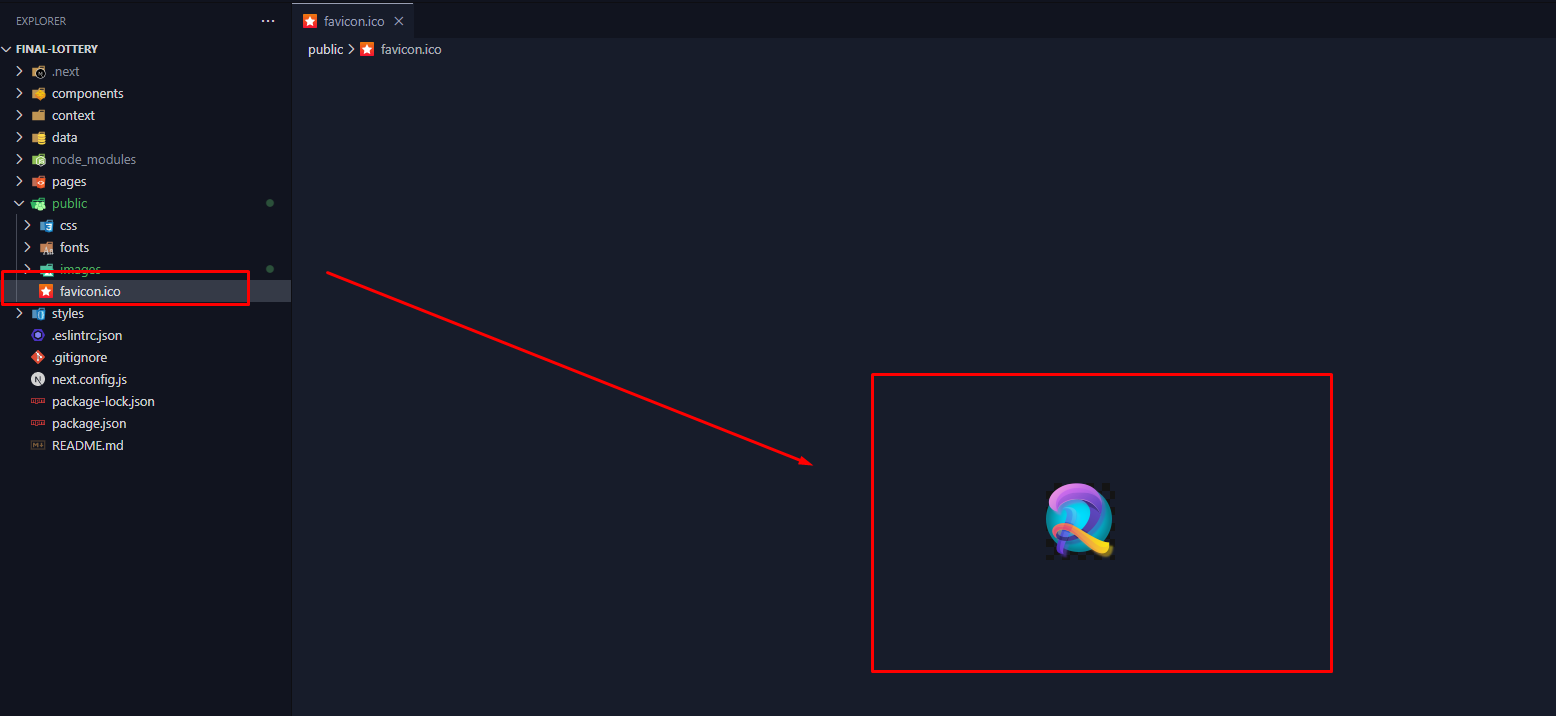 EXPLORER
FINAL-LOTTERY
.next
components
context
data
node_modules
pages
public
css
fonts
images
favicon.ico
styles
.eslintrc.json
.gitignore
next.config.js
package-lock.json
package.json
README.md
favicon.ico
public > favicon.ico